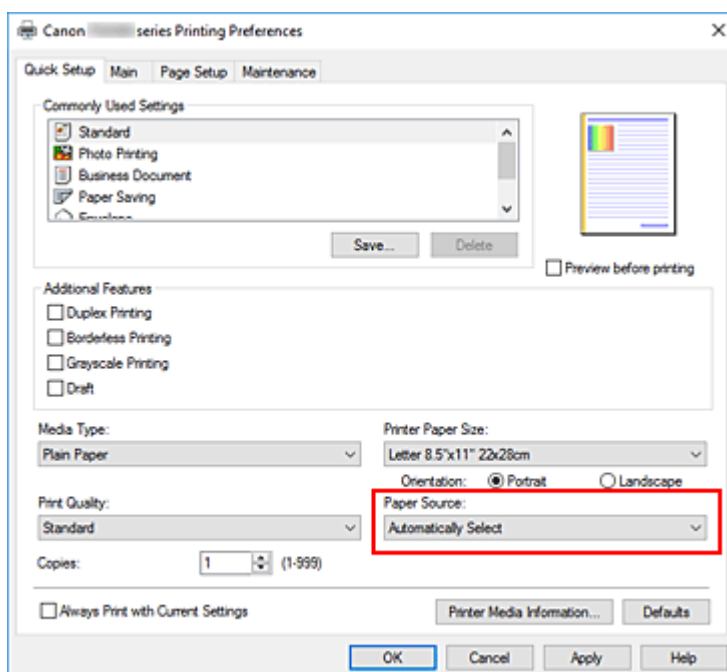 Canon series Printing Preferences
Quick Setup Main Page Setup Maintenance
Commonly Used Settings
Standard
Photo Printing
Business Document
Paper Saving
Envelope
Save... Delete
Preview before printing
Additional Features
Duplex Printing
Borderless Printing
Grayscale Printing
Draft
Media Type: Printer Paper Size:
Plain Paper Letter 8.5"x11" 22x28cm
Orientation: Portrait Landscape
Print Quality: Paper Source:
Standard Automatically Select
Copies: 1 (1-999)
Always Print with Current Settings Printer Media Information... Defaults
OK Cancel Apply Help